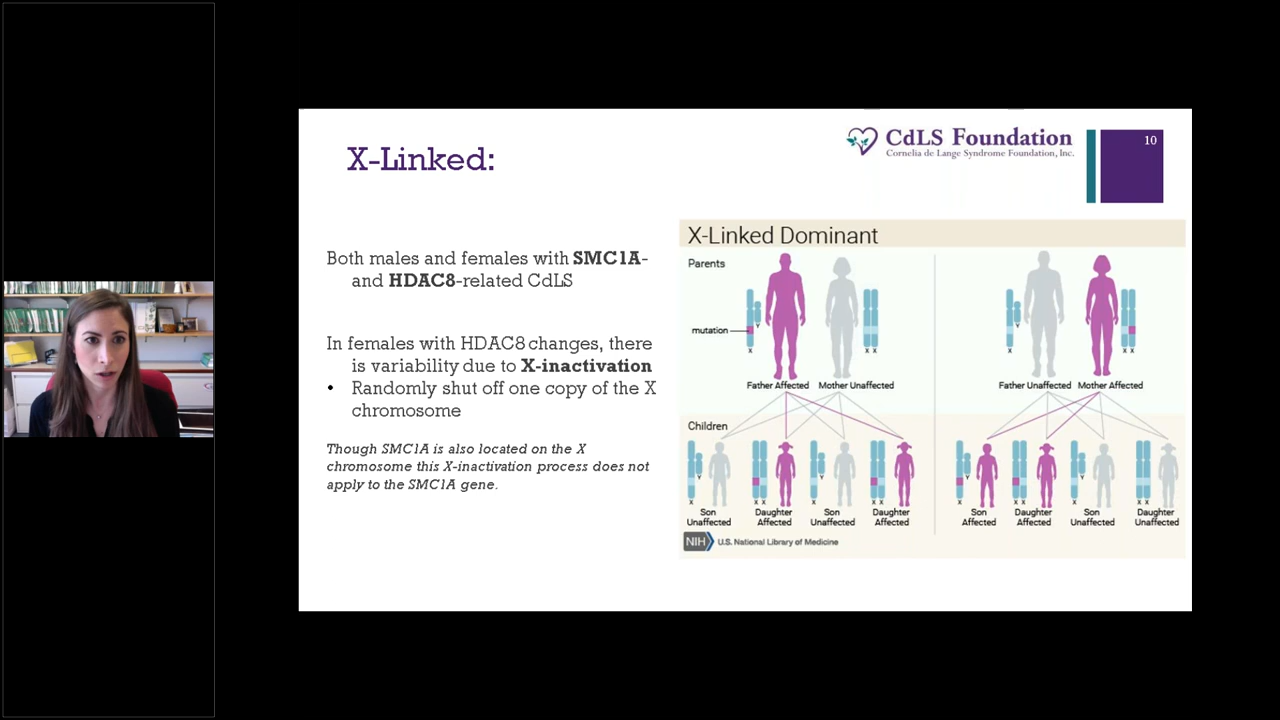 X-Linked:
CdLS Foundation
Cornelia de Lange Syndrome Foundation, Inc.
10
Both males and females with SMC1A-
and HDAC8-related CdLS
In females with HDAC8 changes, there
is variability due to X-inactivation
• Randomly shut off one copy of the X
chromosome
Though SMC1A is also located on the X
chromosome this X-inactivation process does not
apply to the SMC1A gene.
X-Linked Dominant
Parents
mutation
Y
X
X X
Y
X
X X
Father Affected Mother Unaffected
Father Unaffected Mother Affected
Children
Y
Y
Y
Y
X
X X
X
X X
X
X X
X
X X
Son
Unaffected
Daughter
Affected
Son
Unaffected
Daughter
Affected
Son
Affected
Daughter
Affected
Son
Unaffected
Daughter
Unaffected
NIH U.S. National Library of Medicine